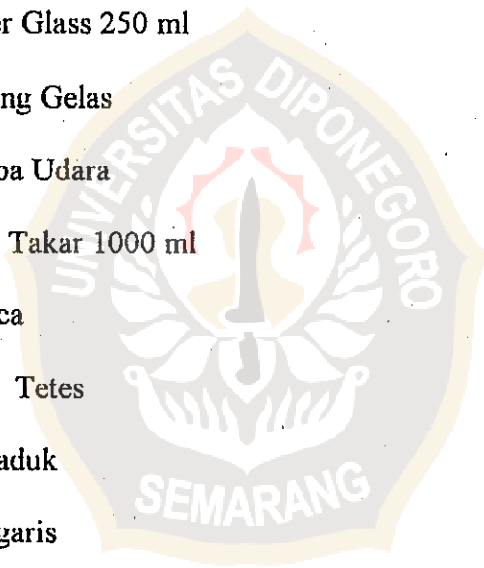 er Glass 250 ml
ng Gelas
pa Udara
Takar 1000 ml
ca
Tetes
aduk
garis
UNIVERSITAS DIPONEGORO
SEMARANG